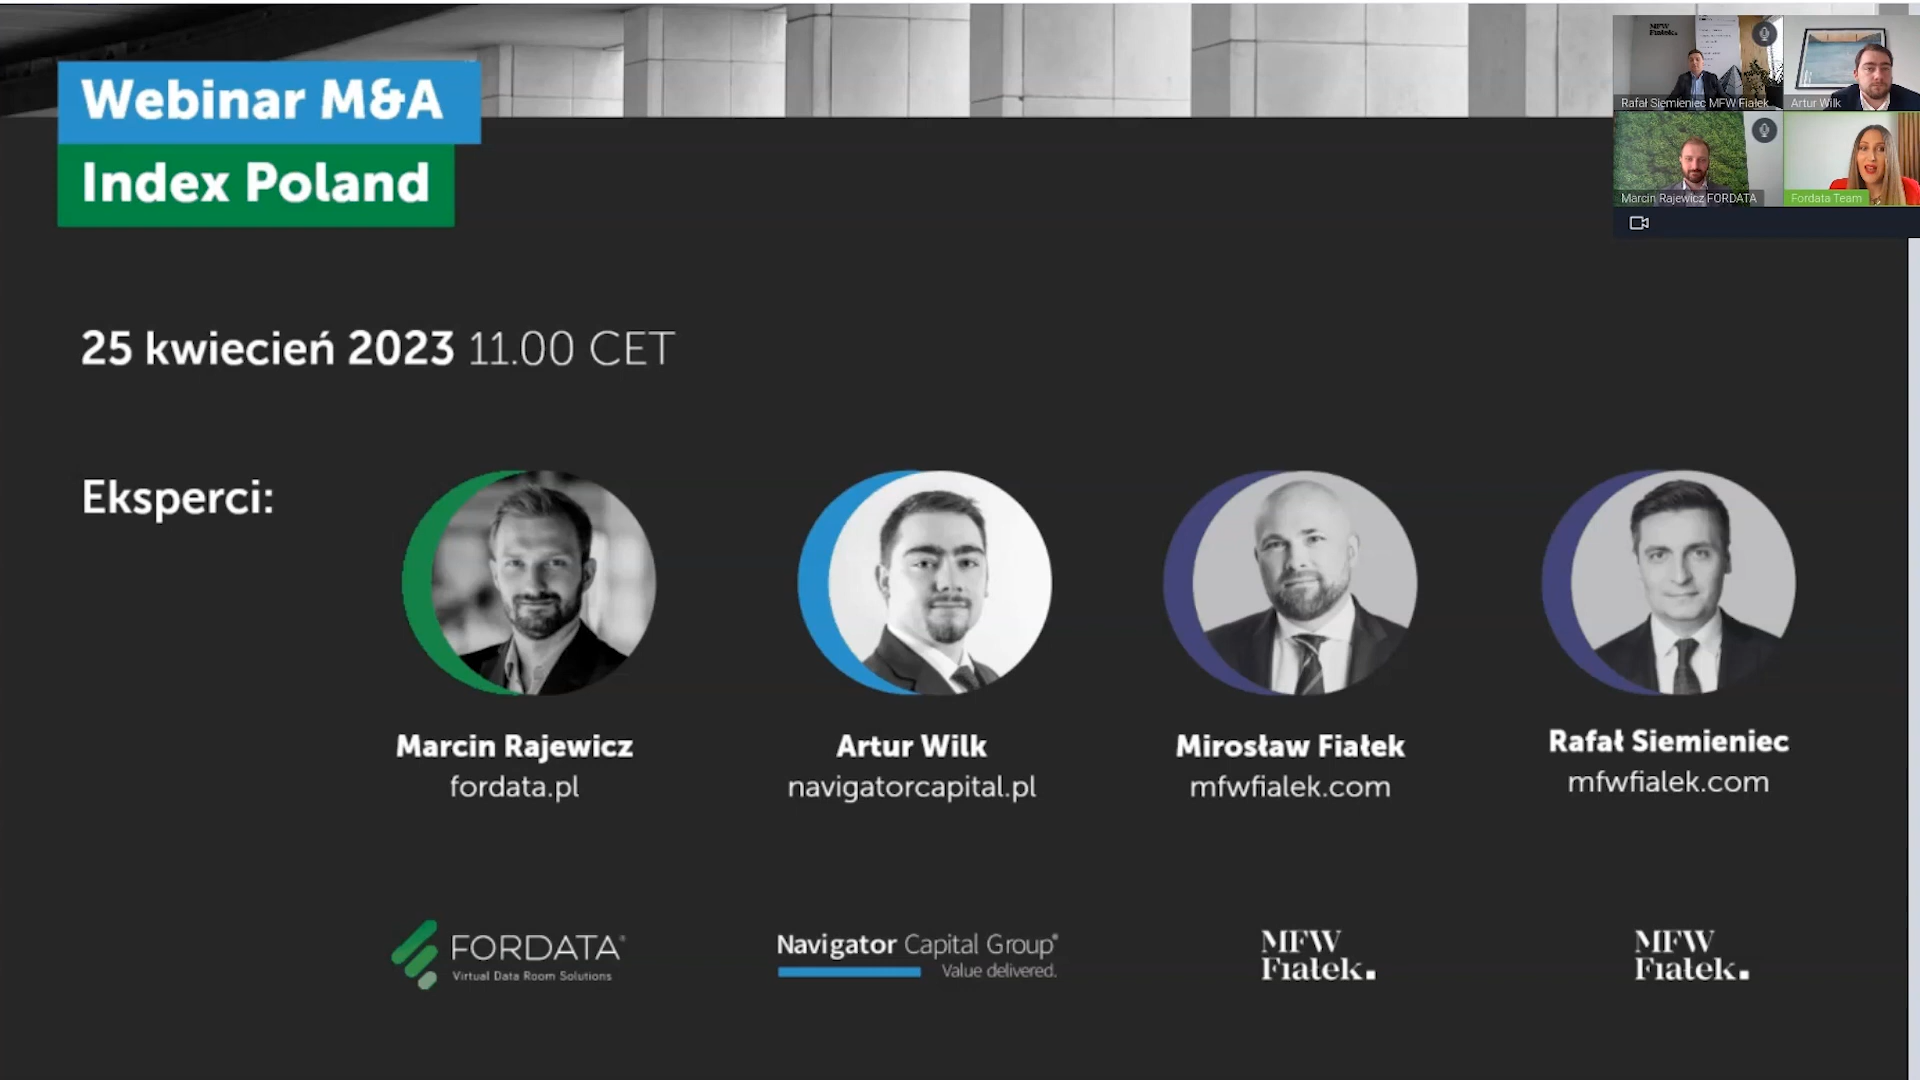 Webinar M&A
Index Poland
MFW
Fiałek.
Rafał Siemieniec MFW Fiałek
Artur Wilk
Marcin Rajewicz FORDATA
Fordata Team
25 kwiecień 2023 11.00 CET
Eksperci:
Marcin Rajewicz
fordata.pl
Artur Wilk
navigatorcapital.pl
Mirosław Fiałek
mfwfialek.com
Rafał Siemieniec
mfwfialek.com
FORDATA®
Virtual Data Room Solutions
Navigator Capital Group®
Value delivered.
MFW
Fiałek.
MFW
Fiałek.